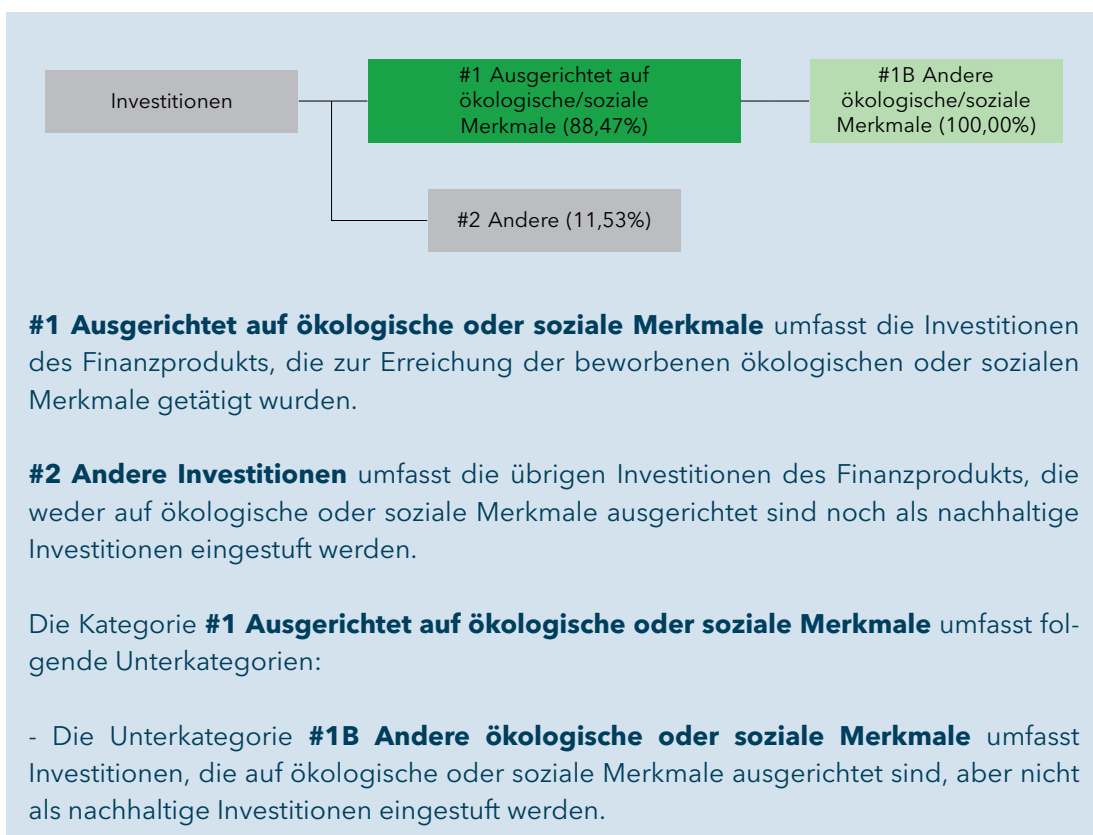 Investitionen
#1 Ausgerichtet auf
ökologische/soziale
Merkmale (88,47%)
#1B Andere
ökologische/soziale
Merkmale (100,00%)
#2 Andere (11,53%)
#1 Ausgerichtet auf ökologische oder soziale Merkmale umfasst die Investitionen
des Finanzprodukts, die zur Erreichung der beworbenen ökologischen oder sozialen
Merkmale getätigt wurden.
#2 Andere Investitionen umfasst die übrigen Investitionen des Finanzprodukts, die
weder auf ökologische oder soziale Merkmale ausgerichtet sind noch als nachhaltige
Investitionen eingestuft werden.
Die Kategorie #1 Ausgerichtet auf ökologische oder soziale Merkmale umfasst fol-
gende Unterkategorien:
- Die Unterkategorie #1B Andere ökologische oder soziale Merkmale umfasst
Investitionen, die auf ökologische oder soziale Merkmale ausgerichtet sind, aber nicht
als nachhaltige Investitionen eingestuft werden.